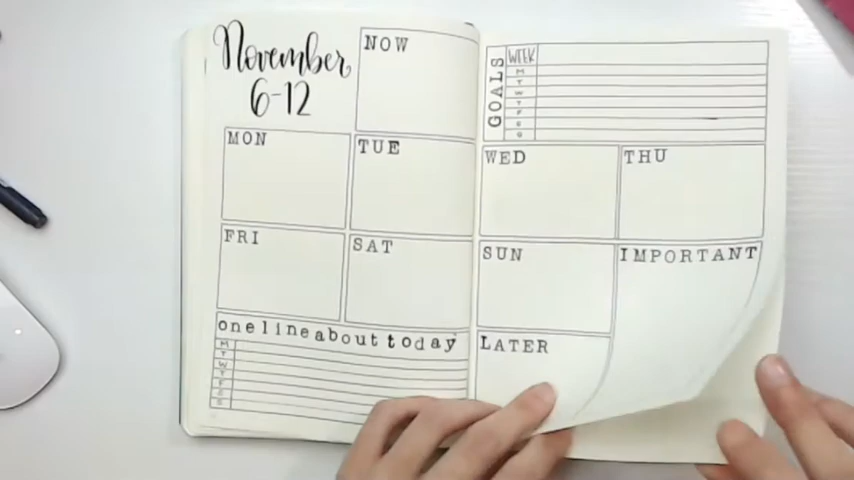 November
6-12
NOW
MON
TUE
FRI
SAT
one line about today
M
T
W
T
F
S
S
GOALS
WEEK
M
T
W
T
F
S
WED
THU
SUN
IMPORTANT
LATER